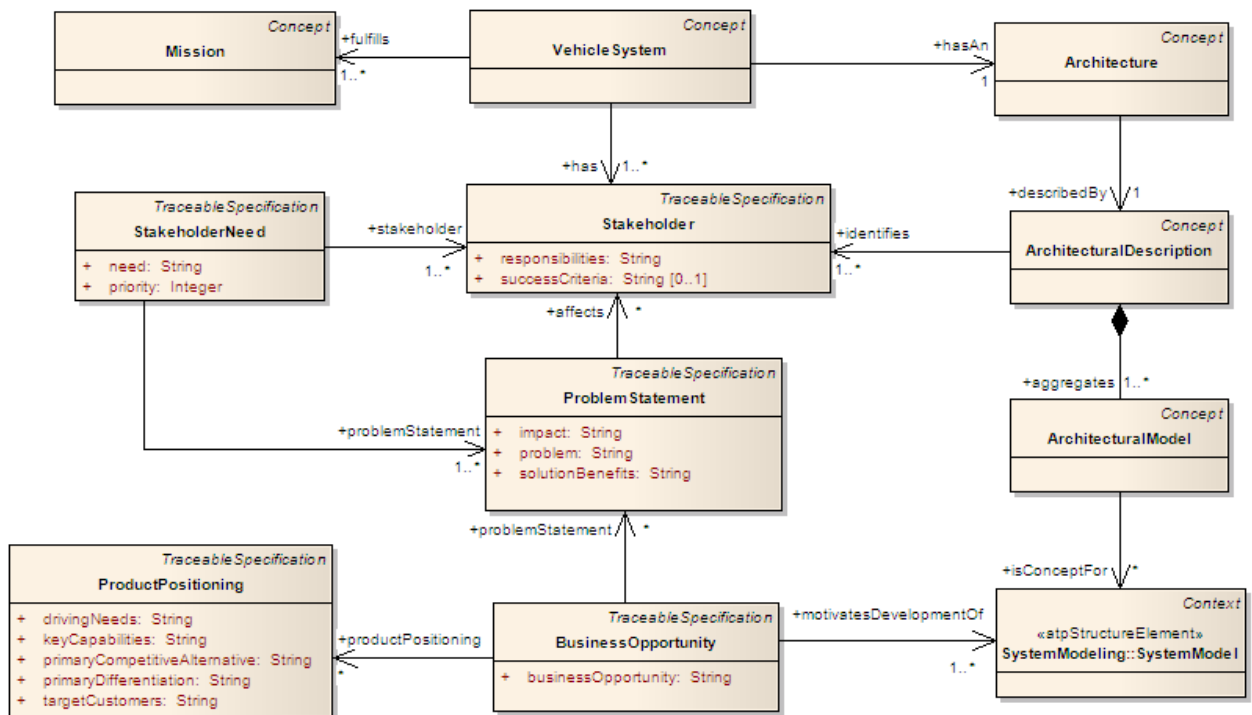 Concept
Mission
+fulfills
1..*
Concept
VehicleSystem
+hasAn
1
Concept
Architecture
+has
1..*
+describedBy
1
TraceableSpecification
StakeholderNeed
+ need: String
+ priority: Integer
+stakeholder
1..*
TraceableSpecification
Stakeholder
+ responsibilities: String
+ successCriteria: String [0..1]
+identifies
1..*
Concept
ArchitecturalDescription
+affects
*
+aggregates
1..*
TraceableSpecification
ProblemStatement
+ impact: String
+ problem: String
+ solutionBenefits: String
+problemStatement
1..*
Concept
ArchitecturalModel
+problemStatement
*
+isConceptFor
*
TraceableSpecification
ProductPositioning
+ drivingNeeds: String
+ keyCapabilities: String
+ primaryCompetitiveAlternative: String
+ primaryDifferentiation: String
+ targetCustomers: String
+productPositioning
*
TraceableSpecification
BusinessOpportunity
+ businessOpportunity: String
+motivatesDevelopmentOf
1..*
Context
«atpStructureElement»
SystemModeling::SystemModel